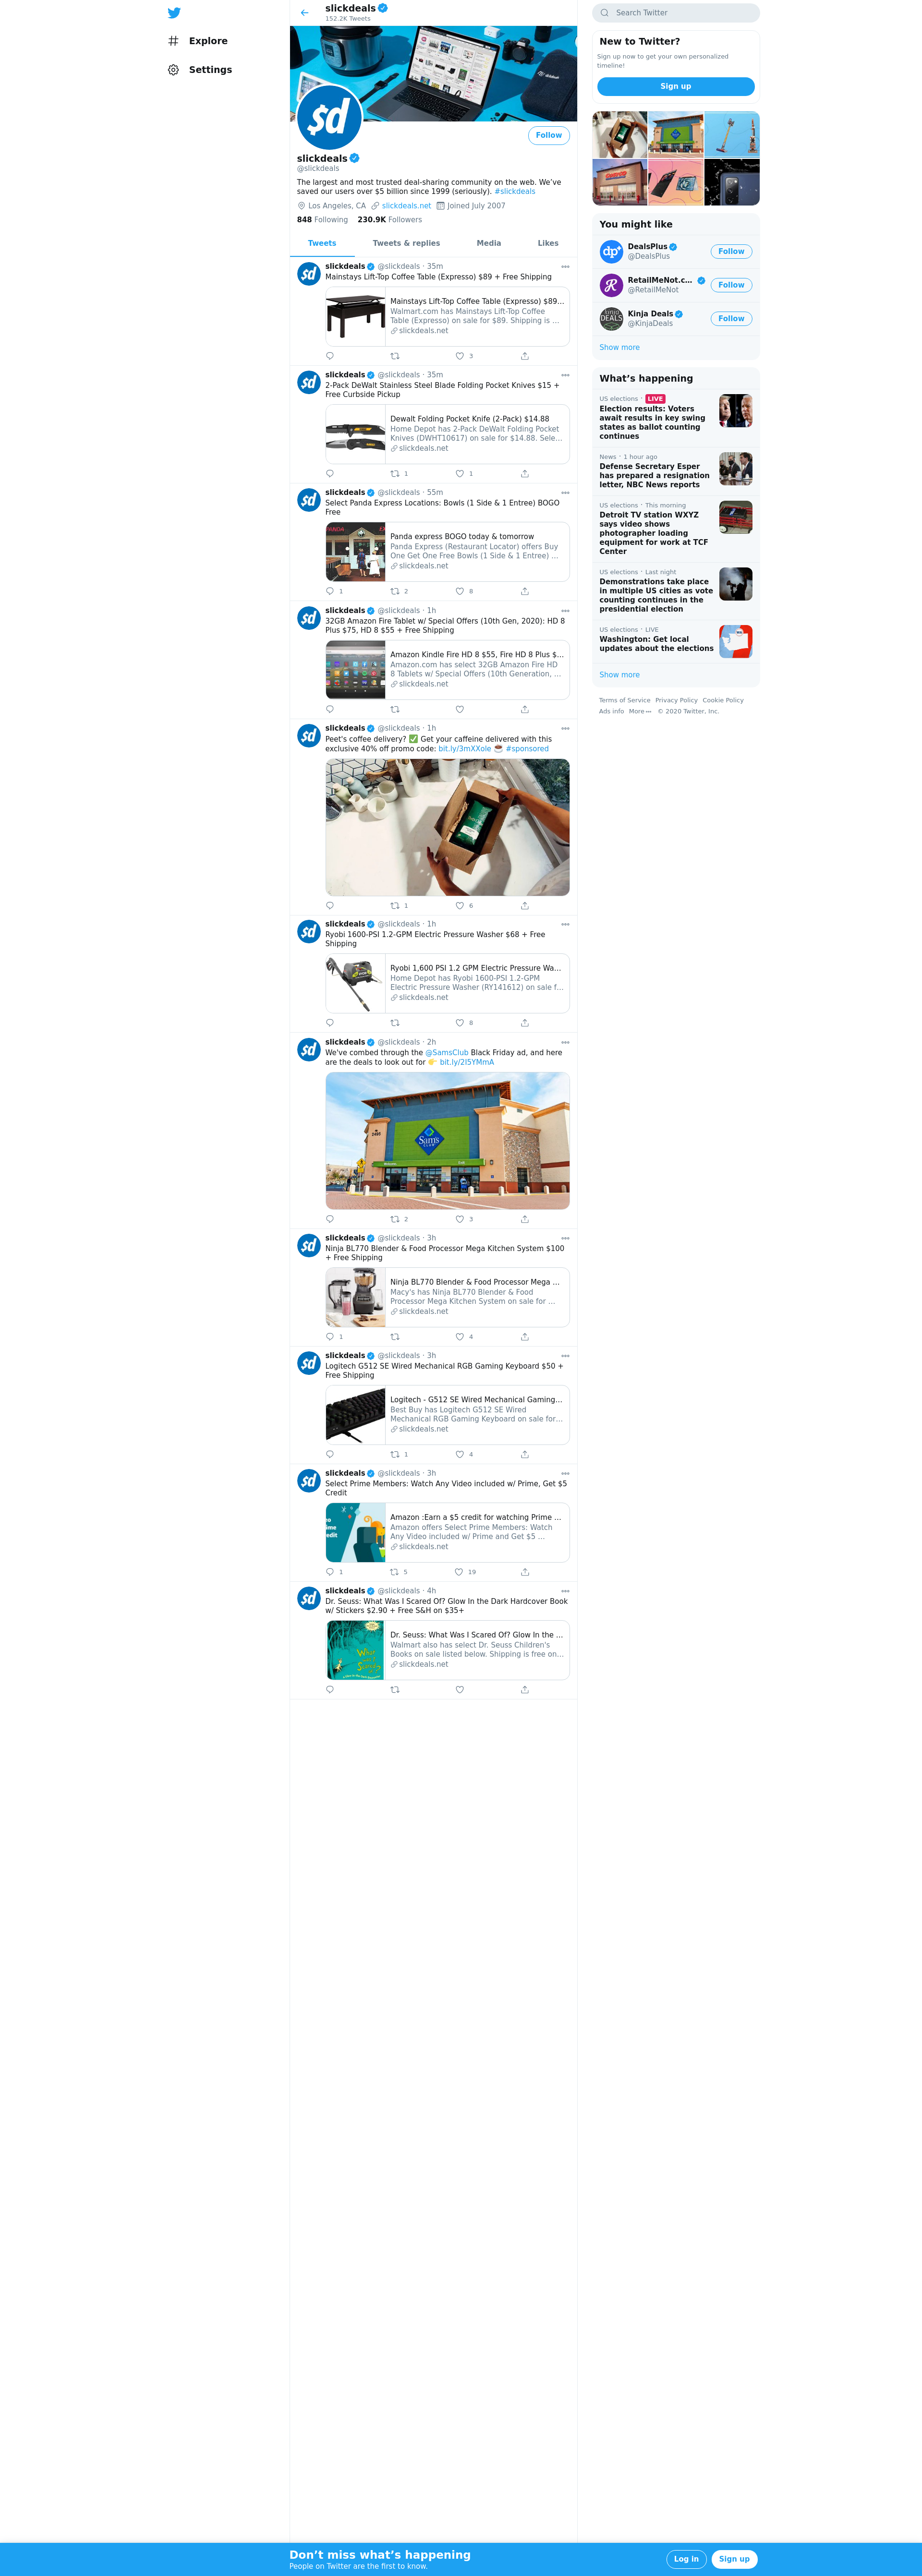 Explore
Settings
slickdeals
152.2K Tweets
$d
Follow
slickdeals
@slickdeals
The largest and most trusted deal-sharing community on the web. We've
saved our users over $5 billion since 1999 (seriously). #slickdeals
Los Angeles, CA slickdeals.net Joined July 2007
848 Following 230.9K Followers
Tweets Tweets & replies Media Likes
slickdeals @slickdeals · 35m
Mainstays Lift-Top Coffee Table (Expresso) $89 + Free Shipping
Mainstays Lift-Top Coffee Table (Expresso) $89...
Walmart.com has Mainstays Lift-Top Coffee
Table (Expresso) on sale for $89. Shipping is ...
slickdeals.net
3
slickdeals @slickdeals · 35m
2-Pack DeWalt Stainless Steel Blade Folding Pocket Knives $15 +
Free Curbside Pickup
Dewalt Folding Pocket Knife (2-Pack) $14.88
Home Depot has 2-Pack DeWalt Folding Pocket
Knives (DWHT10617) on sale for $14.88. Sele...
slickdeals.net
1 1
slickdeals @slickdeals · 55m
Select Panda Express Locations: Bowls (1 Side & 1 Entree) BOGO
Free
Panda express BOGO today & tomorrow
Panda Express (Restaurant Locator) offers Buy
One Get One Free Bowls (1 Side & 1 Entree) ...
slickdeals.net
1 2 8
slickdeals @slickdeals · 1h
32GB Amazon Fire Tablet w/ Special Offers (10th Gen, 2020): HD 8
Plus $75, HD 8 $55 + Free Shipping
Amazon Kindle Fire HD 8 $55, Fire HD 8 Plus $...
Amazon.com has select 32GB Amazon Fire HD
8 Tablets w/ Special Offers (10th Generation, ...
slickdeals.net
slickdeals @slickdeals · 1h
Peet's coffee delivery? ✅ Get your caffeine delivered with this
exclusive 40% off promo code: bit.ly/3mXXole ☕ #sponsored
1 6
slickdeals @slickdeals · 1h
Ryobi 1600-PSI 1.2-GPM Electric Pressure Washer $68 + Free
Shipping
Ryobi 1,600 PSI 1.2 GPM Electric Pressure Wa...
Home Depot has Ryobi 1600-PSI 1.2-GPM
Electric Pressure Washer (RY141612) on sale f...
slickdeals.net
8
slickdeals @slickdeals · 2h
We've combed through the @SamsClub Black Friday ad, and here
are the deals to look out for 👉 bit.ly/2I5YMmA
Sam's
CLUB
2 3
slickdeals @slickdeals · 3h
Ninja BL770 Blender & Food Processor Mega Kitchen System $100
+ Free Shipping
Ninja BL770 Blender & Food Processor Mega ...
Macy's has Ninja BL770 Blender & Food
Processor Mega Kitchen System on sale for ...
slickdeals.net
1 4
slickdeals @slickdeals · 3h
Logitech G512 SE Wired Mechanical RGB Gaming Keyboard $50 +
Free Shipping
Logitech - G512 SE Wired Mechanical Gaming...
Best Buy has Logitech G512 SE Wired
Mechanical RGB Gaming Keyboard on sale for...
slickdeals.net
1 4
slickdeals @slickdeals · 3h
Select Prime Members: Watch Any Video included w/ Prime, Get $5
Credit
Amazon :Earn a $5 credit for watching Prime ...
Amazon offers Select Prime Members: Watch
Any Video included w/ Prime and Get $5 ...
slickdeals.net
1 5 19
slickdeals @slickdeals · 4h
Dr. Seuss: What Was I Scared Of? Glow In the Dark Hardcover Book
w/ Stickers $2.90 + Free S&H on $35+
Dr. Seuss: What Was I Scared Of? Glow In the ...
Walmart also has select Dr. Seuss Children's
Books on sale listed below. Shipping is free on...
slickdeals.net
Search Twitter
New to Twitter?
Sign up now to get your own personalized
timeline!
Sign up
You might like
DealsPlus
@DealsPlus
Follow
RetailMeNot.c...
@RetailMeNot
Follow
Kinja Deals
@KinjaDeals
Follow
Show more
What's happening
US elections · LIVE
Election results: Voters
await results in key swing
states as ballot counting
continues
News · 1 hour ago
Defense Secretary Esper
has prepared a resignation
letter, NBC News reports
US elections · This morning
Detroit TV station WXYZ
says video shows
photographer loading
equipment for work at TCF
Center
US elections · Last night
Demonstrations take place
in multiple US cities as vote
counting continues in the
presidential election
US elections · LIVE
Washington: Get local
updates about the elections
Show more
Terms of Service Privacy Policy Cookie Policy
Ads info More ··· © 2020 Twitter, Inc.
Don't miss what's happening
People on Twitter are the first to know.
Log in
Sign up